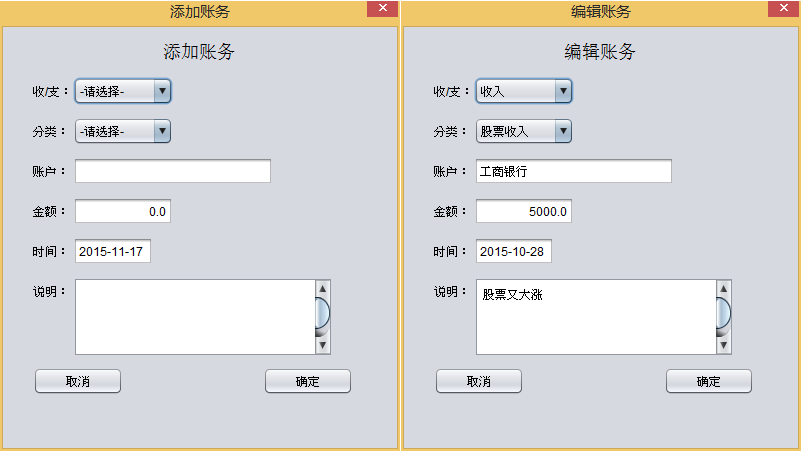 添加账务
添加账务
收/支： -请选择-
分类： -请选择-
账户：
金额： 0.0
时间： 2015-11-17
说明：
取消 确定
编辑账务
编辑账务
收/支： 收入
分类： 股票收入
账户： 工商银行
金额： 5000.0
时间： 2015-10-28
说明： 股票又大涨
取消 确定